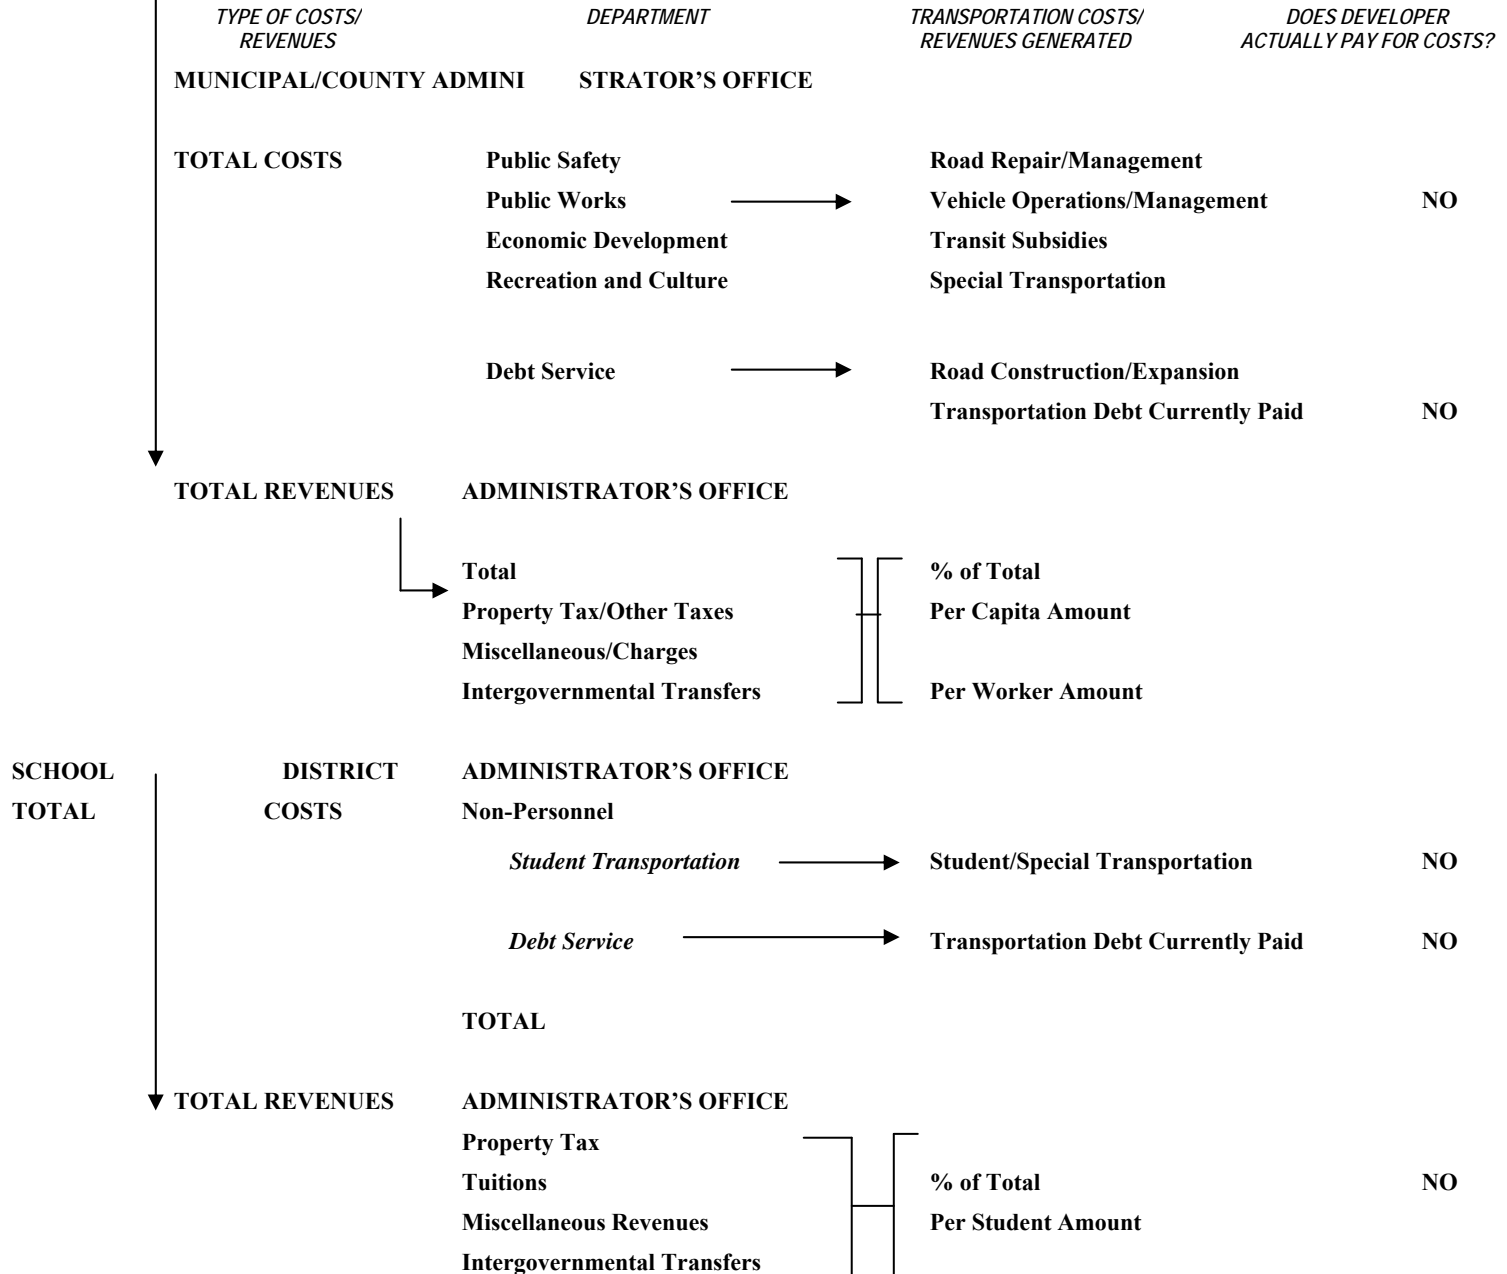 TYPE OF COSTS/ DEPARTMENT TRANSPORTATION COSTS/ DOES DEVELOPER
REVENUES REVENUES GENERATED ACTUALLY PAY FOR COSTS?
MUNICIPAL/COUNTY ADMINI STRATOR’S OFFICE
TOTAL COSTS Public Safety Road Repair/Management
Public Works Vehicle Operations/Management NO
Economic Development Transit Subsidies
Recreation and Culture Special Transportation
Debt Service Road Construction/Expansion
Transportation Debt Currently Paid NO
TOTAL REVENUES ADMINISTRATOR’S OFFICE
Total % of Total
Property Tax/Other Taxes Per Capita Amount
Miscellaneous/Charges
Intergovernmental Transfers Per Worker Amount
SCHOOL DISTRICT ADMINISTRATOR’S OFFICE
TOTAL COSTS Non-Personnel
Student Transportation Student/Special Transportation NO
Debt Service Transportation Debt Currently Paid NO
TOTAL
TOTAL REVENUES ADMINISTRATOR’S OFFICE
Property Tax
Tuitions % of Total NO
Miscellaneous Revenues Per Student Amount
Intergovernmental Transfers